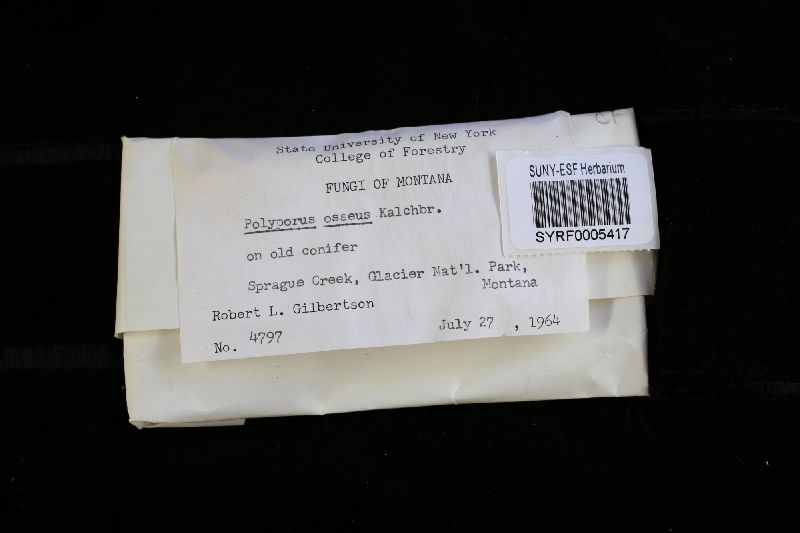 CF
State University of New York
College of Forestry
FUNGI OF MONTANA
Polyporus osseus Kalchbr.
on old conifer
Sprague Creek, Glacier Nat'l. Park,
Montana
Robert L. Gilbertson
No. 4797
July 27 , 1964
SUNY-ESF Herbarium
SYRF0005417